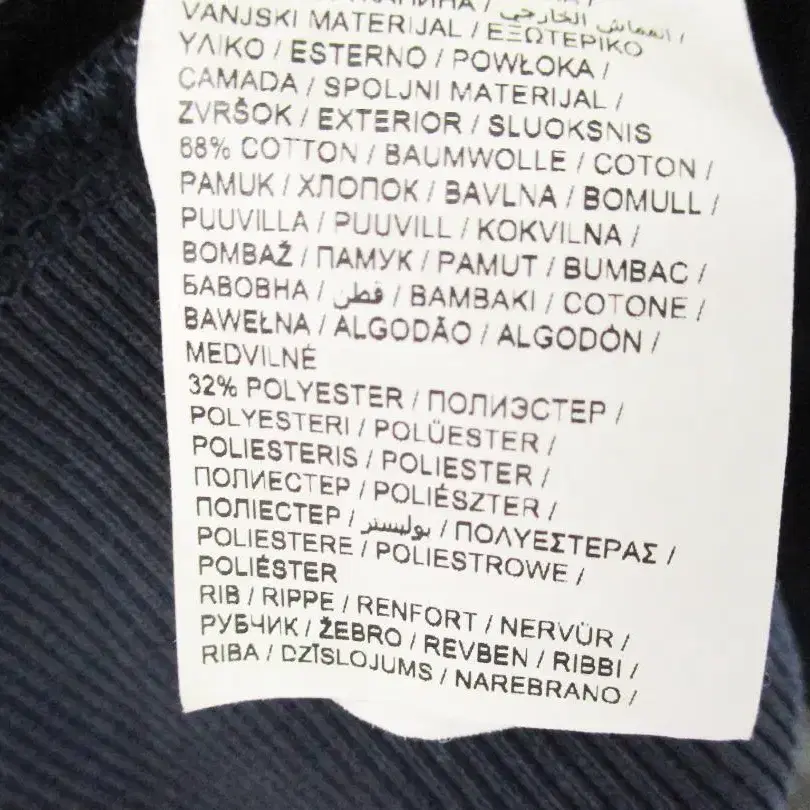 VANJSKI MATERIJAL / ΕΞΩΤΕΡΙΚΟ
ΥΛΙΚΟ / ESTERNO / POWŁOKA /
CAMADA / SPOLJNI MATERIJAL /
ZVRŠOK / EXTERIOR / SLUOKSNIS
68% COTTON / BAUMWOLLE / COTON /
PAMUK / ХЛОПОК / BAVLNA / BOMULL /
PUUVILLA / PUUVILL / KOKVILNA /
BOMBAŽ / ПАМУК / PAMUT / BUMBAC /
БАВОВНА / قطن / BAMBAKI / COTONE /
BAWEŁNA / ALGODÃO / ALGODÓN /
MEDVILNĖ
32% POLYESTER / ПОЛИЭСТЕР /
POLYESTERI / POLÜESTER /
POLIESTERIS / POLIESTER /
ПОЛИЕСТЕР / POLIÉSZTER /
ПОЛІЕСТЕР / بوليستر / ΠΟΛΥΕΣΤΕΡΑΣ /
POLIESTERE / POLIESTROWE /
POLIÉSTER
RIB / RIPPE / RENFORT / NERVÜR /
РУБЧИК / ŽEBRO / REVBEN / RIBBI /
RIBA / DZĪSLOJUMS / NAREBRANO /